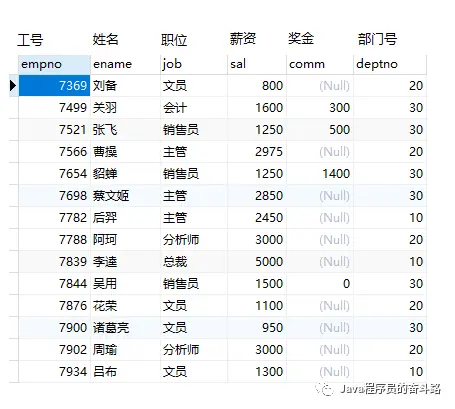 工号 姓名 职位 薪资 奖金 部门号
empno ename job sal comm deptno
7369 刘备 文员 800 (Null) 20
7499 关羽 会计 1600 300 30
7521 张飞 销售员 1250 500 30
7566 曹操 主管 2975 (Null) 20
7654 貂蝉 销售员 1250 1400 30
7698 蔡文姬 主管 2850 (Null) 30
7782 后羿 主管 2450 (Null) 10
7788 阿珂 分析师 3000 (Null) 20
7839 李逵 总裁 5000 (Null) 10
7844 吴用 销售员 1500 0 30
7876 花荣 文员 1100 (Null) 20
7900 诸葛亮 文员 950 (Null) 30
7902 周瑜 分析师 3000 (Null) 20
7934 吕布 文员 1300 (Null) 10
Java程序员的奋斗路